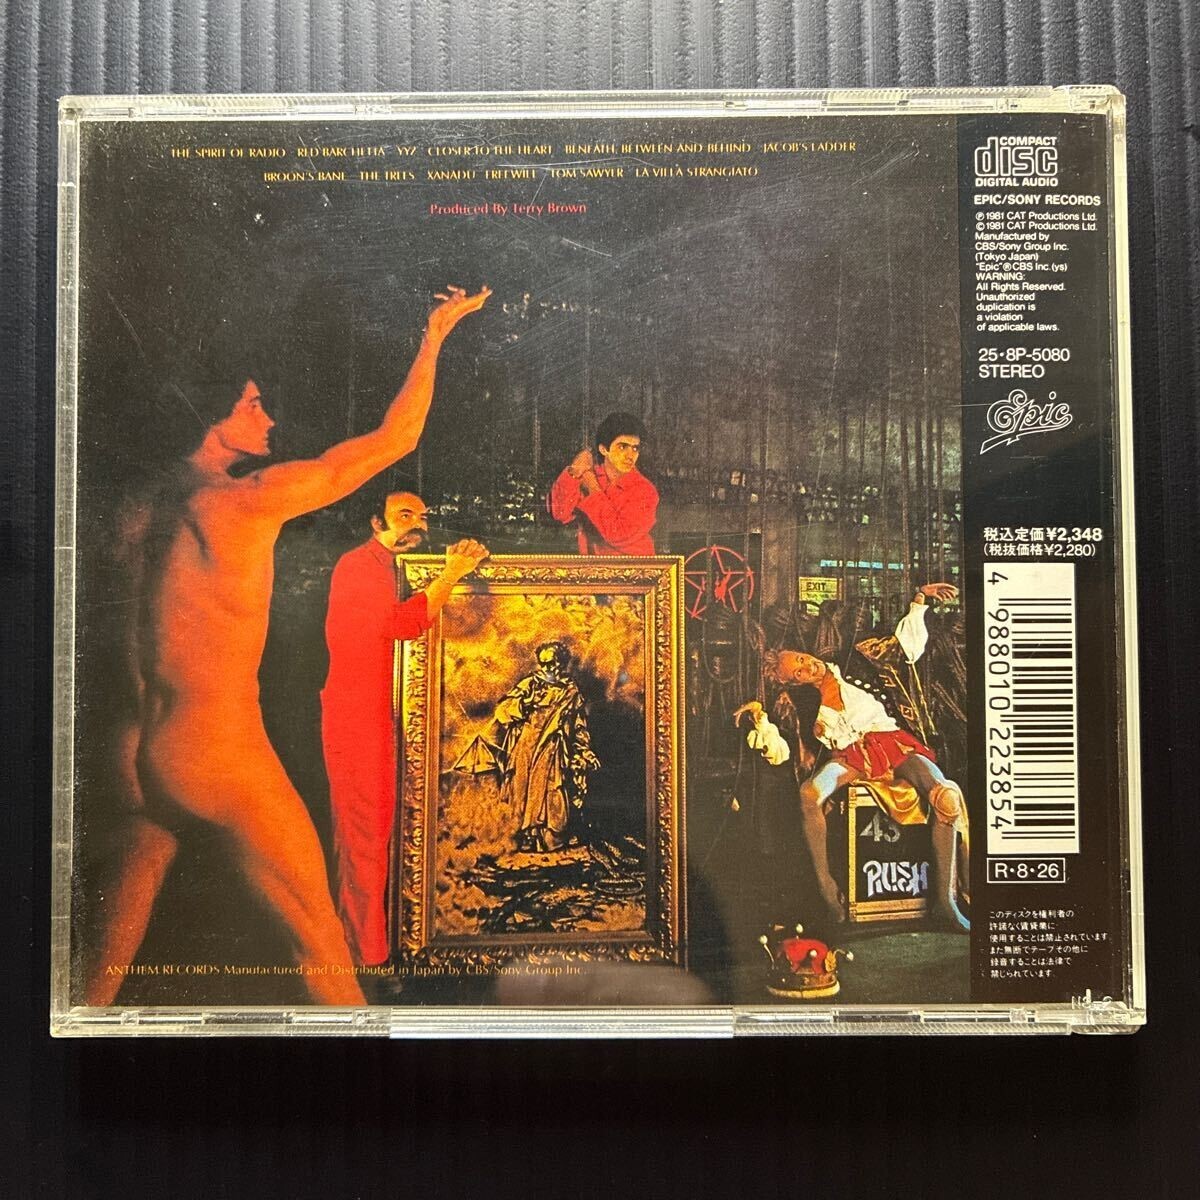 THE SPIRIT OF RADIO · RED BARCHETTA · YYZ · CLOSER TO THE HEART · BENEATH, BETWEEN AND BEHIND · JACOB'S LADDER
BROON'S BANE · THE TREES · XANADU · FREEWILL · TOM SAWYER · LA VILLA STRANGIATO
Produced By Terry Brown
EXIT
45
RUSH
ANTHEM RECORDS Manufactured and Distributed in Japan by CBS/Sony Group Inc.
COMPACT
disc
DIGITAL AUDIO
EPIC/SONY RECORDS
℗1981 CAT Productions Ltd.
©1981 CAT Productions Ltd.
Manufactured by
CBS/Sony Group Inc.
(Tokyo Japan)
"Epic"®CBS Inc.(ys)
WARNING:
All Rights Reserved.
Unauthorized
duplication is
a violation
of applicable laws.
25・8P-5080
STEREO
Epic
税込定価¥2,348
(税抜価格¥2,280)
4 988010 223854
R・8・26
このディスクを権利者の
許諾なく賃貸業に
使用することは禁止されています
また無断でテープその他に
録音することは法律で
禁じられています